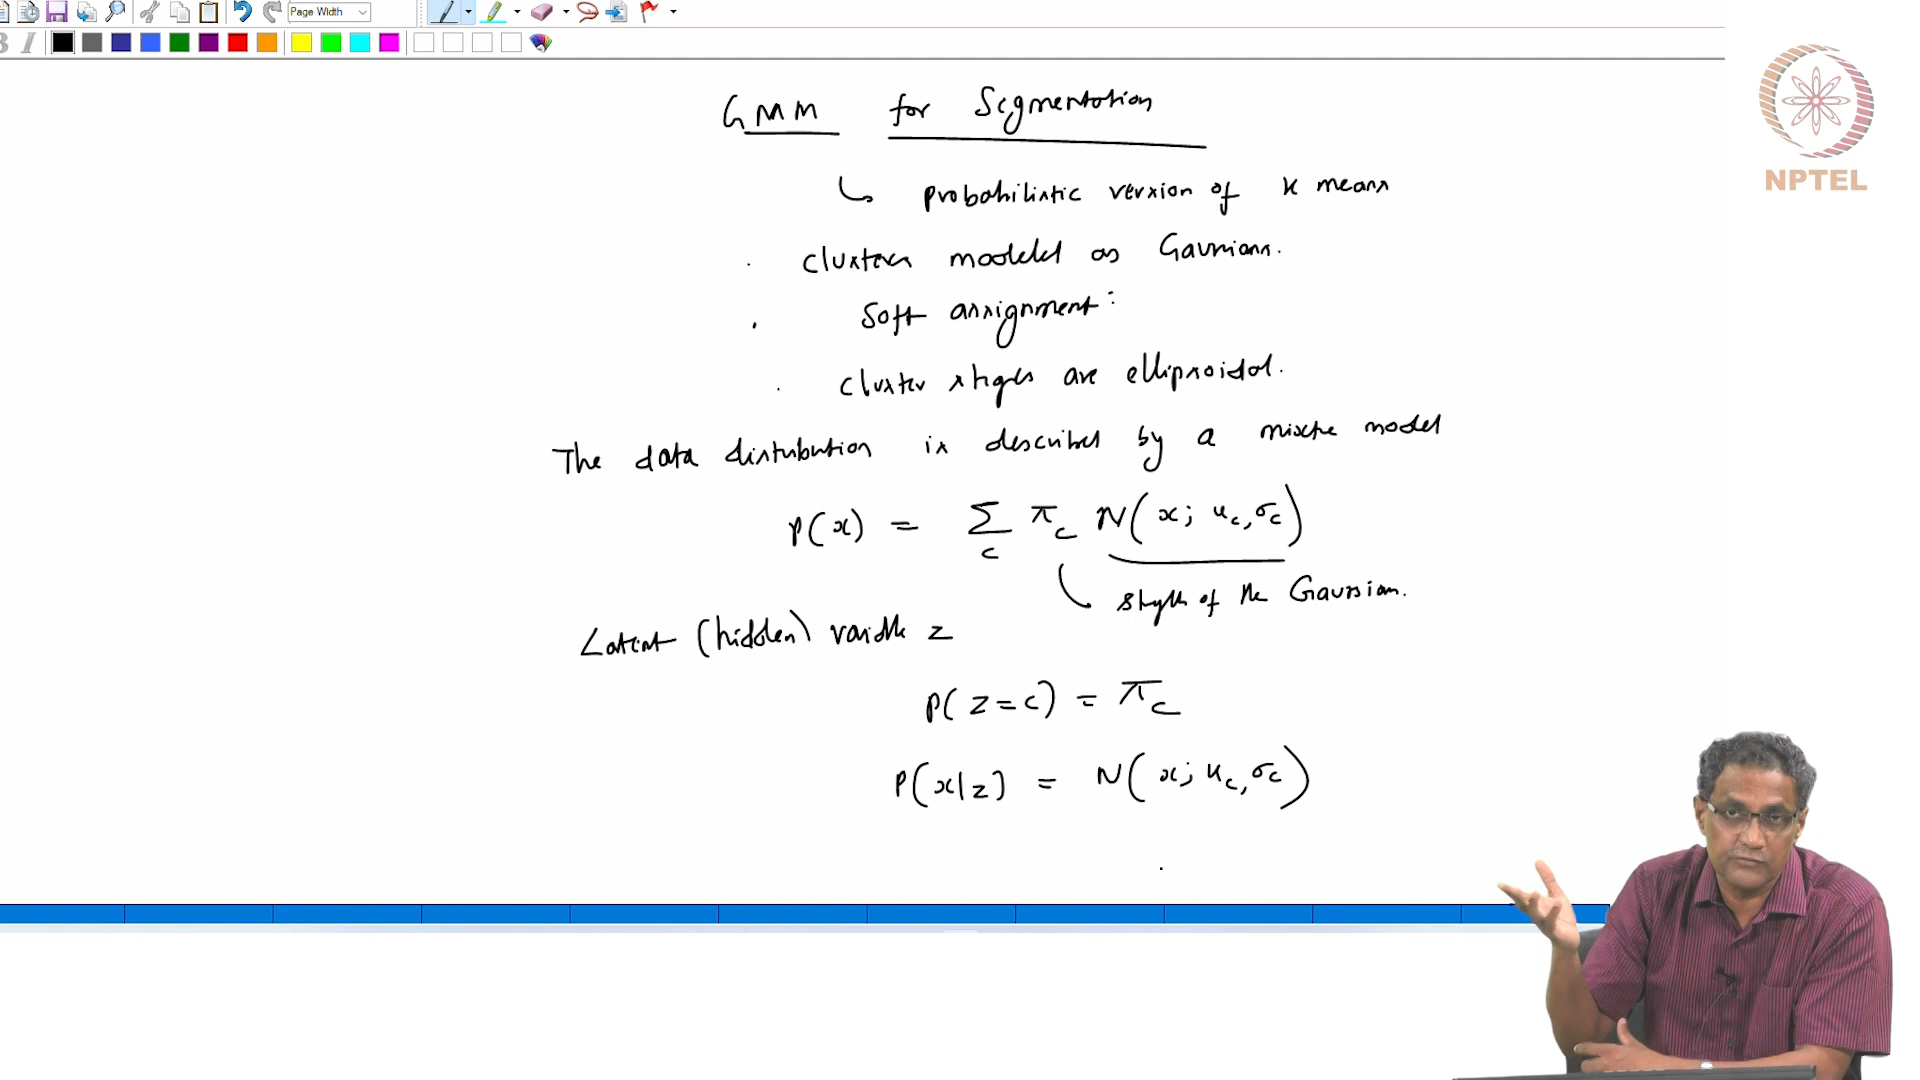 Page Width
GMM for Segmentation
NPTEL
probabilistic version of k means
. clusters modeled as Gaussians.
. Soft assignment:
. cluster shapes are ellipsoidal.
The data distribution is described by a mixture model
p(x) = Σ_c π_c N(x; μ_c, σ_c)
strength of the Gaussian.
Latent (hidden) variable z
P(z=c) = π_c
P(x|z) = N(x; μ_c, σ_c)